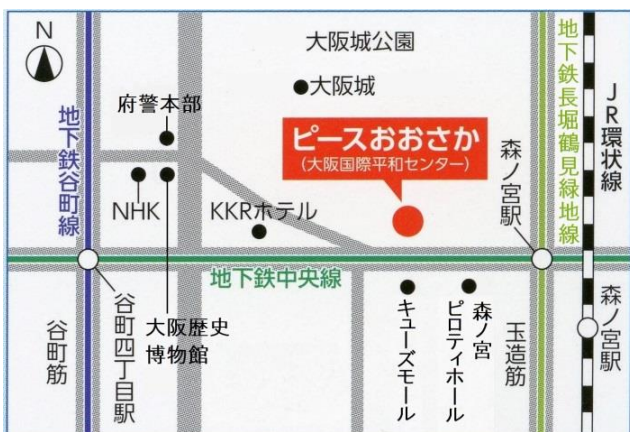 N
大阪城公園
大阪城
府警本部
ピースおおさか
(大阪国際平和センター)
地下鉄谷町線
NHK
KKRホテル
森ノ宮駅
地下鉄長堀鶴見緑地線
JR環状線
地下鉄中央線
谷町筋
谷町四丁目駅
大阪歴史
博物館
キューズモール
森ノ宮
ピロティホール
玉造筋
森ノ宮駅